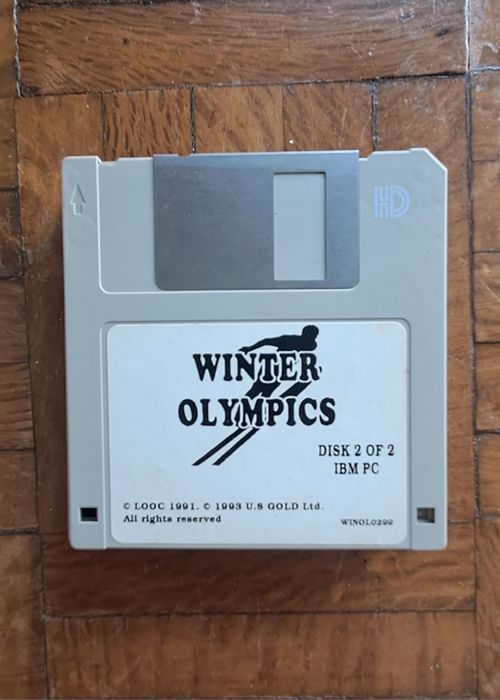 HD
WINTER
OLYMPICS
DISK 2 OF 2
IBM PC
© LOOC 1991. © 1993 U.S GOLD Ltd.
All rights reserved
WINOL0299